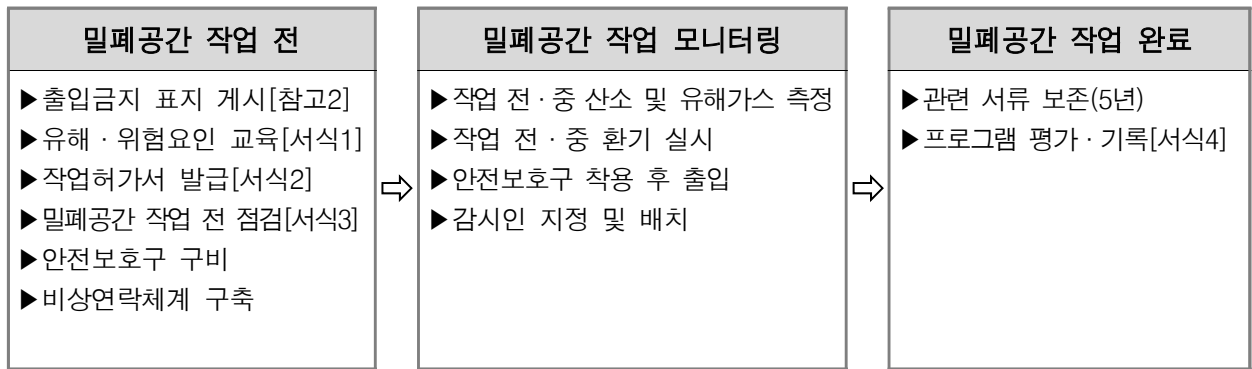 밀폐공간 작업 전
▶출입금지 표지 게시[참고2]
▶유해·위험요인 교육[서식1]
▶작업허가서 발급[서식2]
▶밀폐공간 작업 전 점검[서식3]
▶안전보호구 구비
▶비상연락체계 구축
⇨
밀폐공간 작업 모니터링
▶작업 전·중 산소 및 유해가스 측정
▶작업 전·중 환기 실시
▶안전보호구 착용 후 출입
▶감시인 지정 및 배치
⇨
밀폐공간 작업 완료
▶관련 서류 보존(5년)
▶프로그램 평가·기록[서식4]